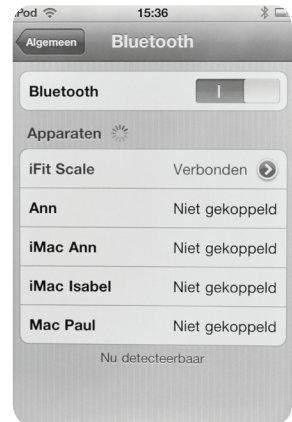 iPod 15:36
Algemeen Bluetooth
Bluetooth
Apparaten
iFit Scale Verbonden
Ann Niet gekoppeld
iMac Ann Niet gekoppeld
iMac Isabel Niet gekoppeld
Mac Paul Niet gekoppeld
Nu detecteerbaar